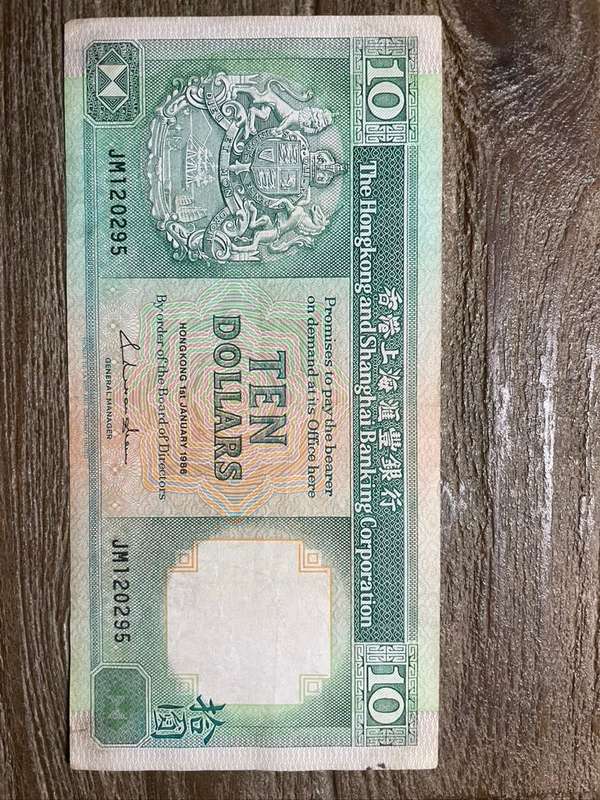 10
香港上海匯豐銀行
10
The Hongkong and Shanghai Banking Corporation
Promises to pay the bearer
on demand at its Office here
TEN
DOLLARS
HONGKONG 1st JANUARY 1986
By order of the Board of Directors
拾圓
JM120295
GENERAL MANAGER
JM120295